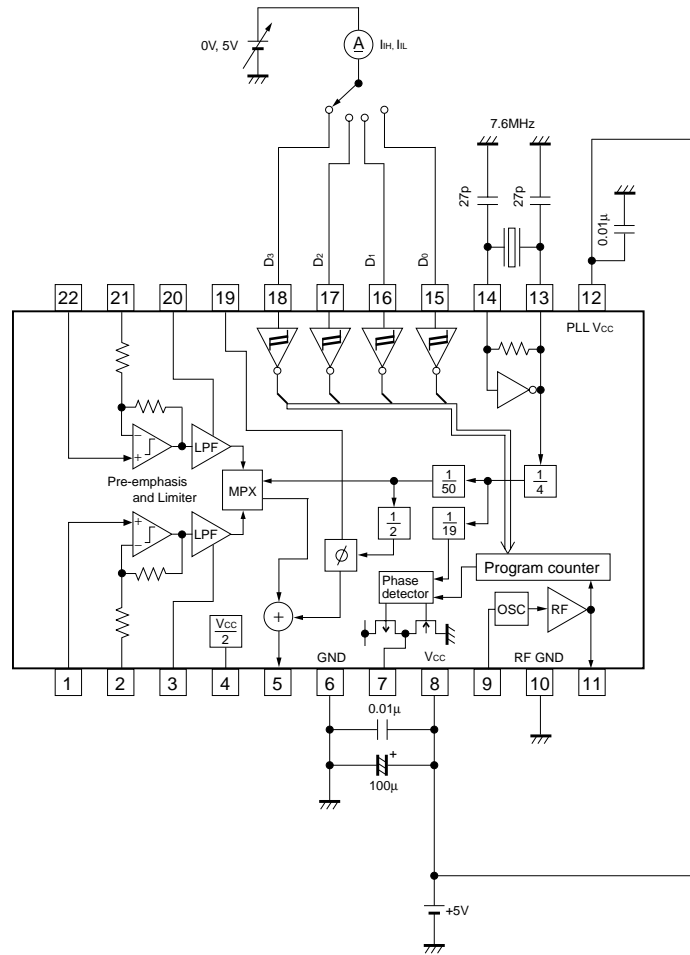 0V, 5V
A
IIH, IIL
7.6MHz
27p
27p
0.01μ
D3
D2
D1
D0
22
21
20
19
18
17
16
15
14
13
12
PLL VCC
−
+
LPF
Pre-emphasis
and Limiter
MPX
1
50
1
4
1
2
1
19
+
−
LPF
ϕ
Phase
detector
Program counter
OSC
RF
+
VCC
2
GND
VCC
RF GND
1
2
3
4
5
6
7
8
9
10
11
0.01μ
+
100μ
+5V